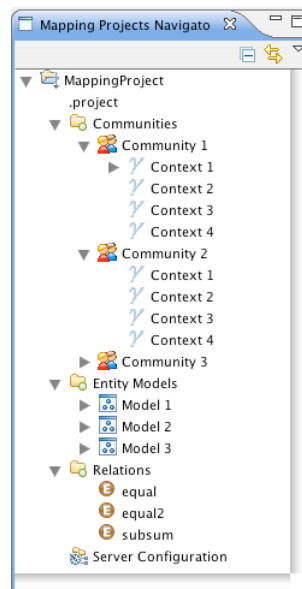 Mapping Projects Navigato
MappingProject
.project
Communities
Community 1
Context 1
Context 2
Context 3
Context 4
Community 2
Context 1
Context 2
Context 3
Context 4
Community 3
Entity Models
Model 1
Model 2
Model 3
Relations
E equal
E equal2
E subsum
Server Configuration